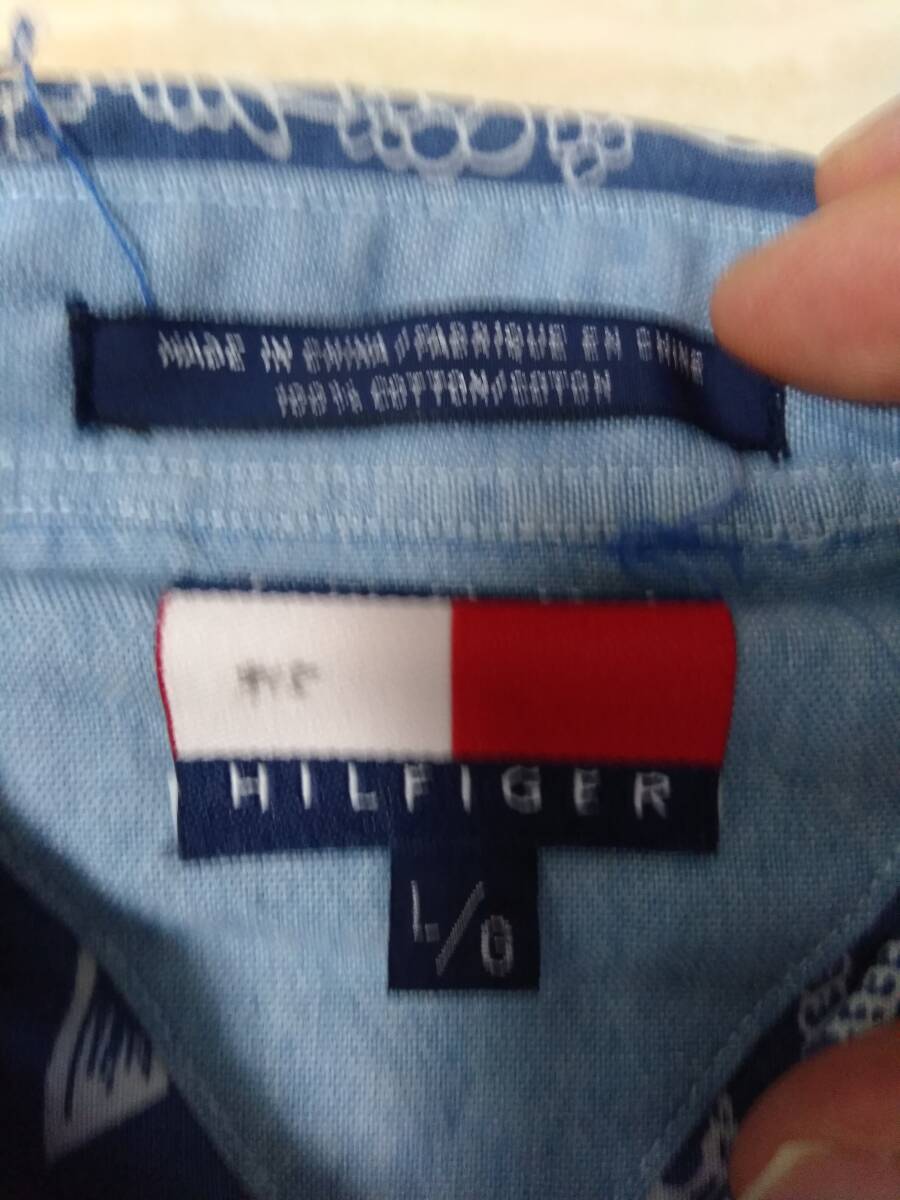 MADE IN CHINA/FABRIQUE EN CHINE
100% COTTON/COTON
HILFIGER
L/G